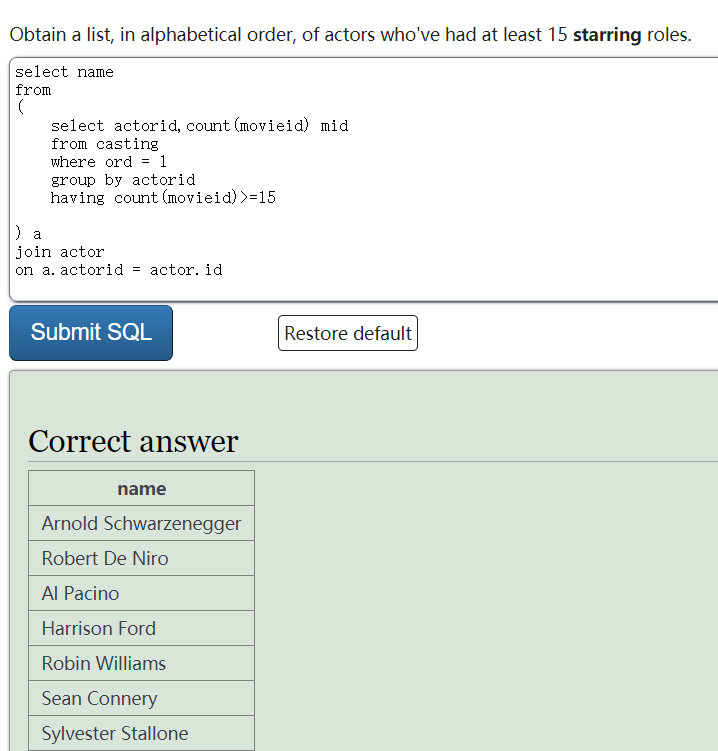 Obtain a list, in alphabetical order, of actors who've had at least 15 starring roles.
select name
from
(
    select actorid,count(movieid) mid
    from casting
    where ord = 1
    group by actorid
    having count(movieid)>=15
) a
join actor
on a.actorid = actor.id
Submit SQL
Restore default
Correct answer
name
Arnold Schwarzenegger
Robert De Niro
Al Pacino
Harrison Ford
Robin Williams
Sean Connery
Sylvester Stallone